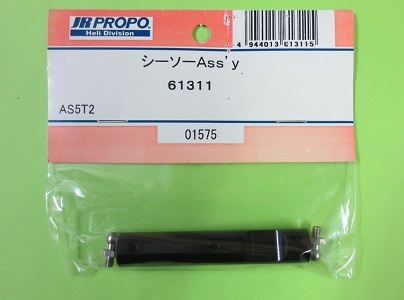 JR PROPO
Heli Division
4 944013 613115
シーソーAss'y
61311
AS5T2
01575